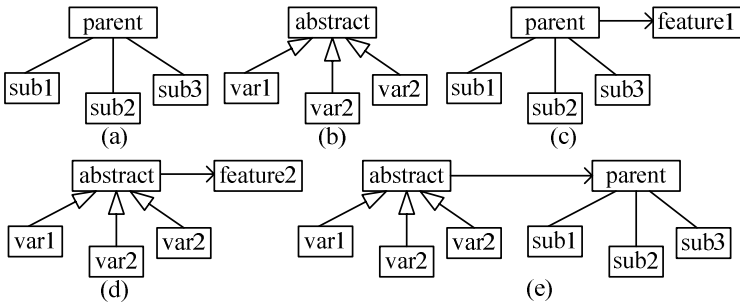 parent
sub1
sub2
sub3
(a)
abstract
var1
var2
var2
(b)
parent
feature1
sub1
sub2
sub3
(c)
abstract
feature2
var1
var2
var2
(d)
abstract
parent
var1
var2
var2
sub1
sub2
sub3
(e)